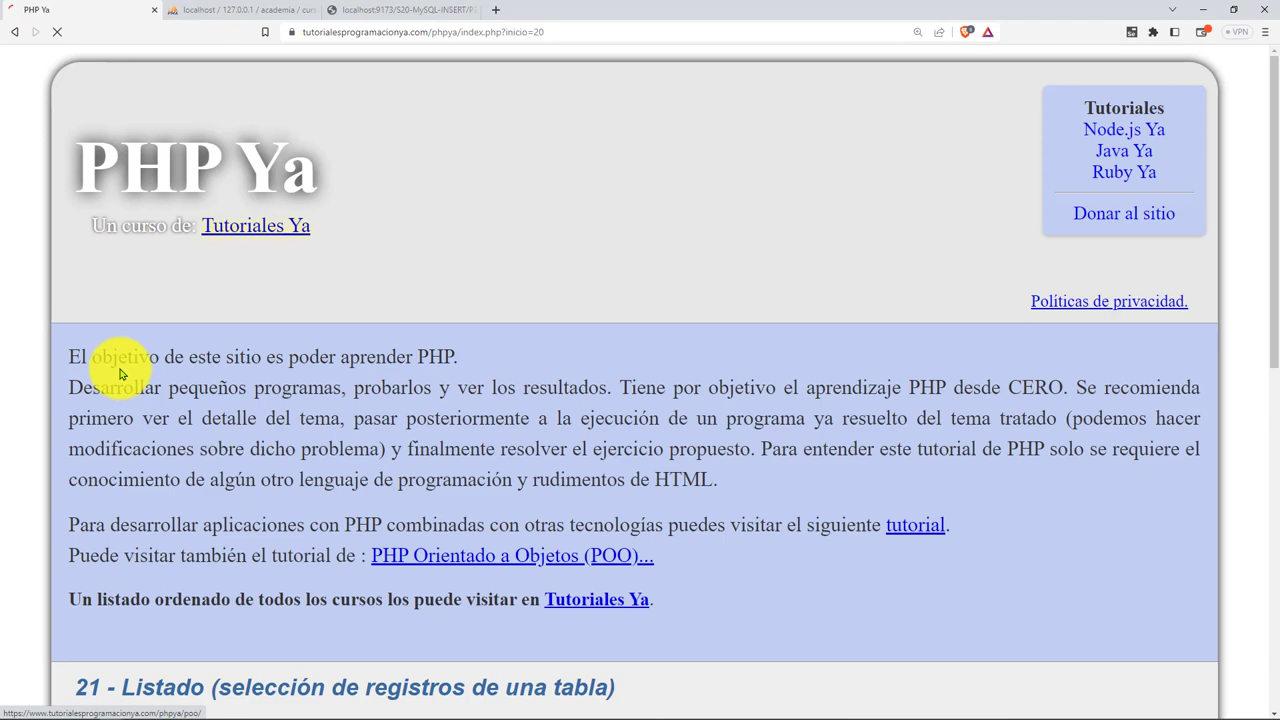 PHP Ya
localhost / 127.0.0.1 / academia / cur
localhost:9173/S20-MySQL-INSERT/P
tutorialesprogramacionya.com/phpya/index.php?inicio=20
VPN
Tutoriales
Node.js Ya
Java Ya
Ruby Ya
Donar al sitio
PHP Ya
Un curso de: Tutoriales Ya
Políticas de privacidad.
El objetivo de este sitio es poder aprender PHP.
Desarrollar pequeños programas, probarlos y ver los resultados. Tiene por objetivo el aprendizaje PHP desde CERO. Se recomienda
primero ver el detalle del tema, pasar posteriormente a la ejecución de un programa ya resuelto del tema tratado (podemos hacer
modificaciones sobre dicho problema) y finalmente resolver el ejercicio propuesto. Para entender este tutorial de PHP solo se requiere el
conocimiento de algún otro lenguaje de programación y rudimentos de HTML.
Para desarrollar aplicaciones con PHP combinadas con otras tecnologías puedes visitar el siguiente tutorial.
Puede visitar también el tutorial de : PHP Orientado a Objetos (POO)...
Un listado ordenado de todos los cursos los puede visitar en Tutoriales Ya.
21 - Listado (selección de registros de una tabla)
https://www.tutorialesprogramacionya.com/phpya/poo/